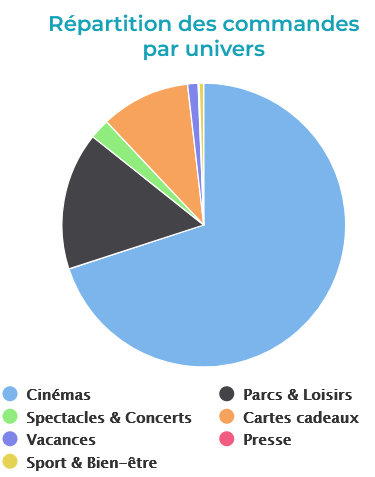 Répartition des commandes
par univers
Cinémas
Parcs & Loisirs
Spectacles & Concerts
Cartes cadeaux
Vacances
Presse
Sport & Bien-être